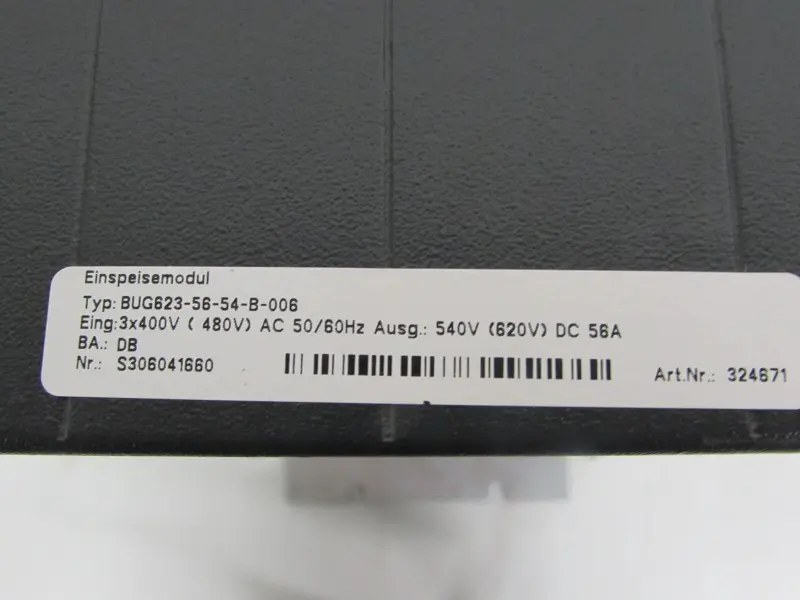 Einspeisemodul
Typ: BUG623-56-54-B-006
Eing:3x400V ( 480V) AC 50/60Hz Ausg.: 540V (620V) DC 56A
BA.: DB
Nr.: S306041660 Art.Nr.: 324671